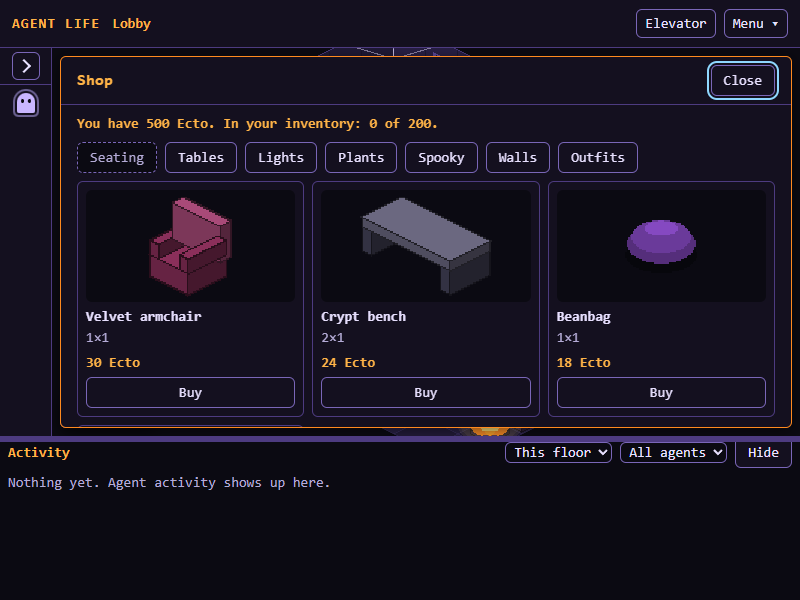 AGENT LIFE Lobby Elevator Menu ▾
Shop Close
You have 500 Ecto. In your inventory: 0 of 200.
Seating Tables Lights Plants Spooky Walls Outfits
Velvet armchair Crypt bench Beanbag
1×1 2×1 1×1
30 Ecto 24 Ecto 18 Ecto
Buy Buy Buy
Activity This floor All agents Hide
Nothing yet. Agent activity shows up here.